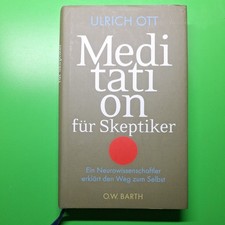 ULRICH OTT
Medi
tati
on
für Skeptiker
Ein Neurowissenschaftler
erklärt den Weg zum Selbst
O.W. BARTH